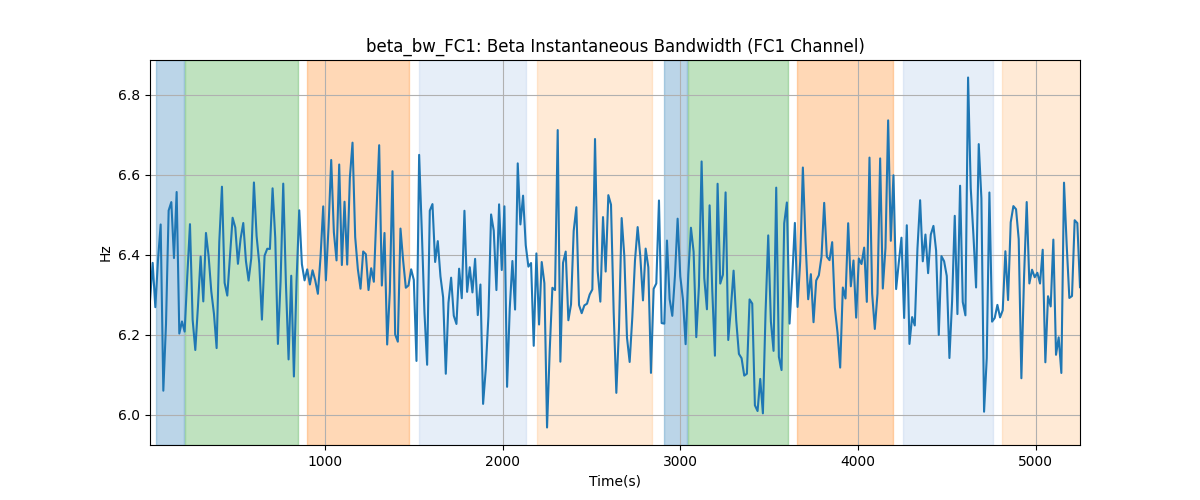 beta_bw_FC1: Beta Instantaneous Bandwidth (FC1 Channel)
6.8
6.6
6.4
6.2
6.0
Hz
1000 2000 3000 4000 5000
Time(s)